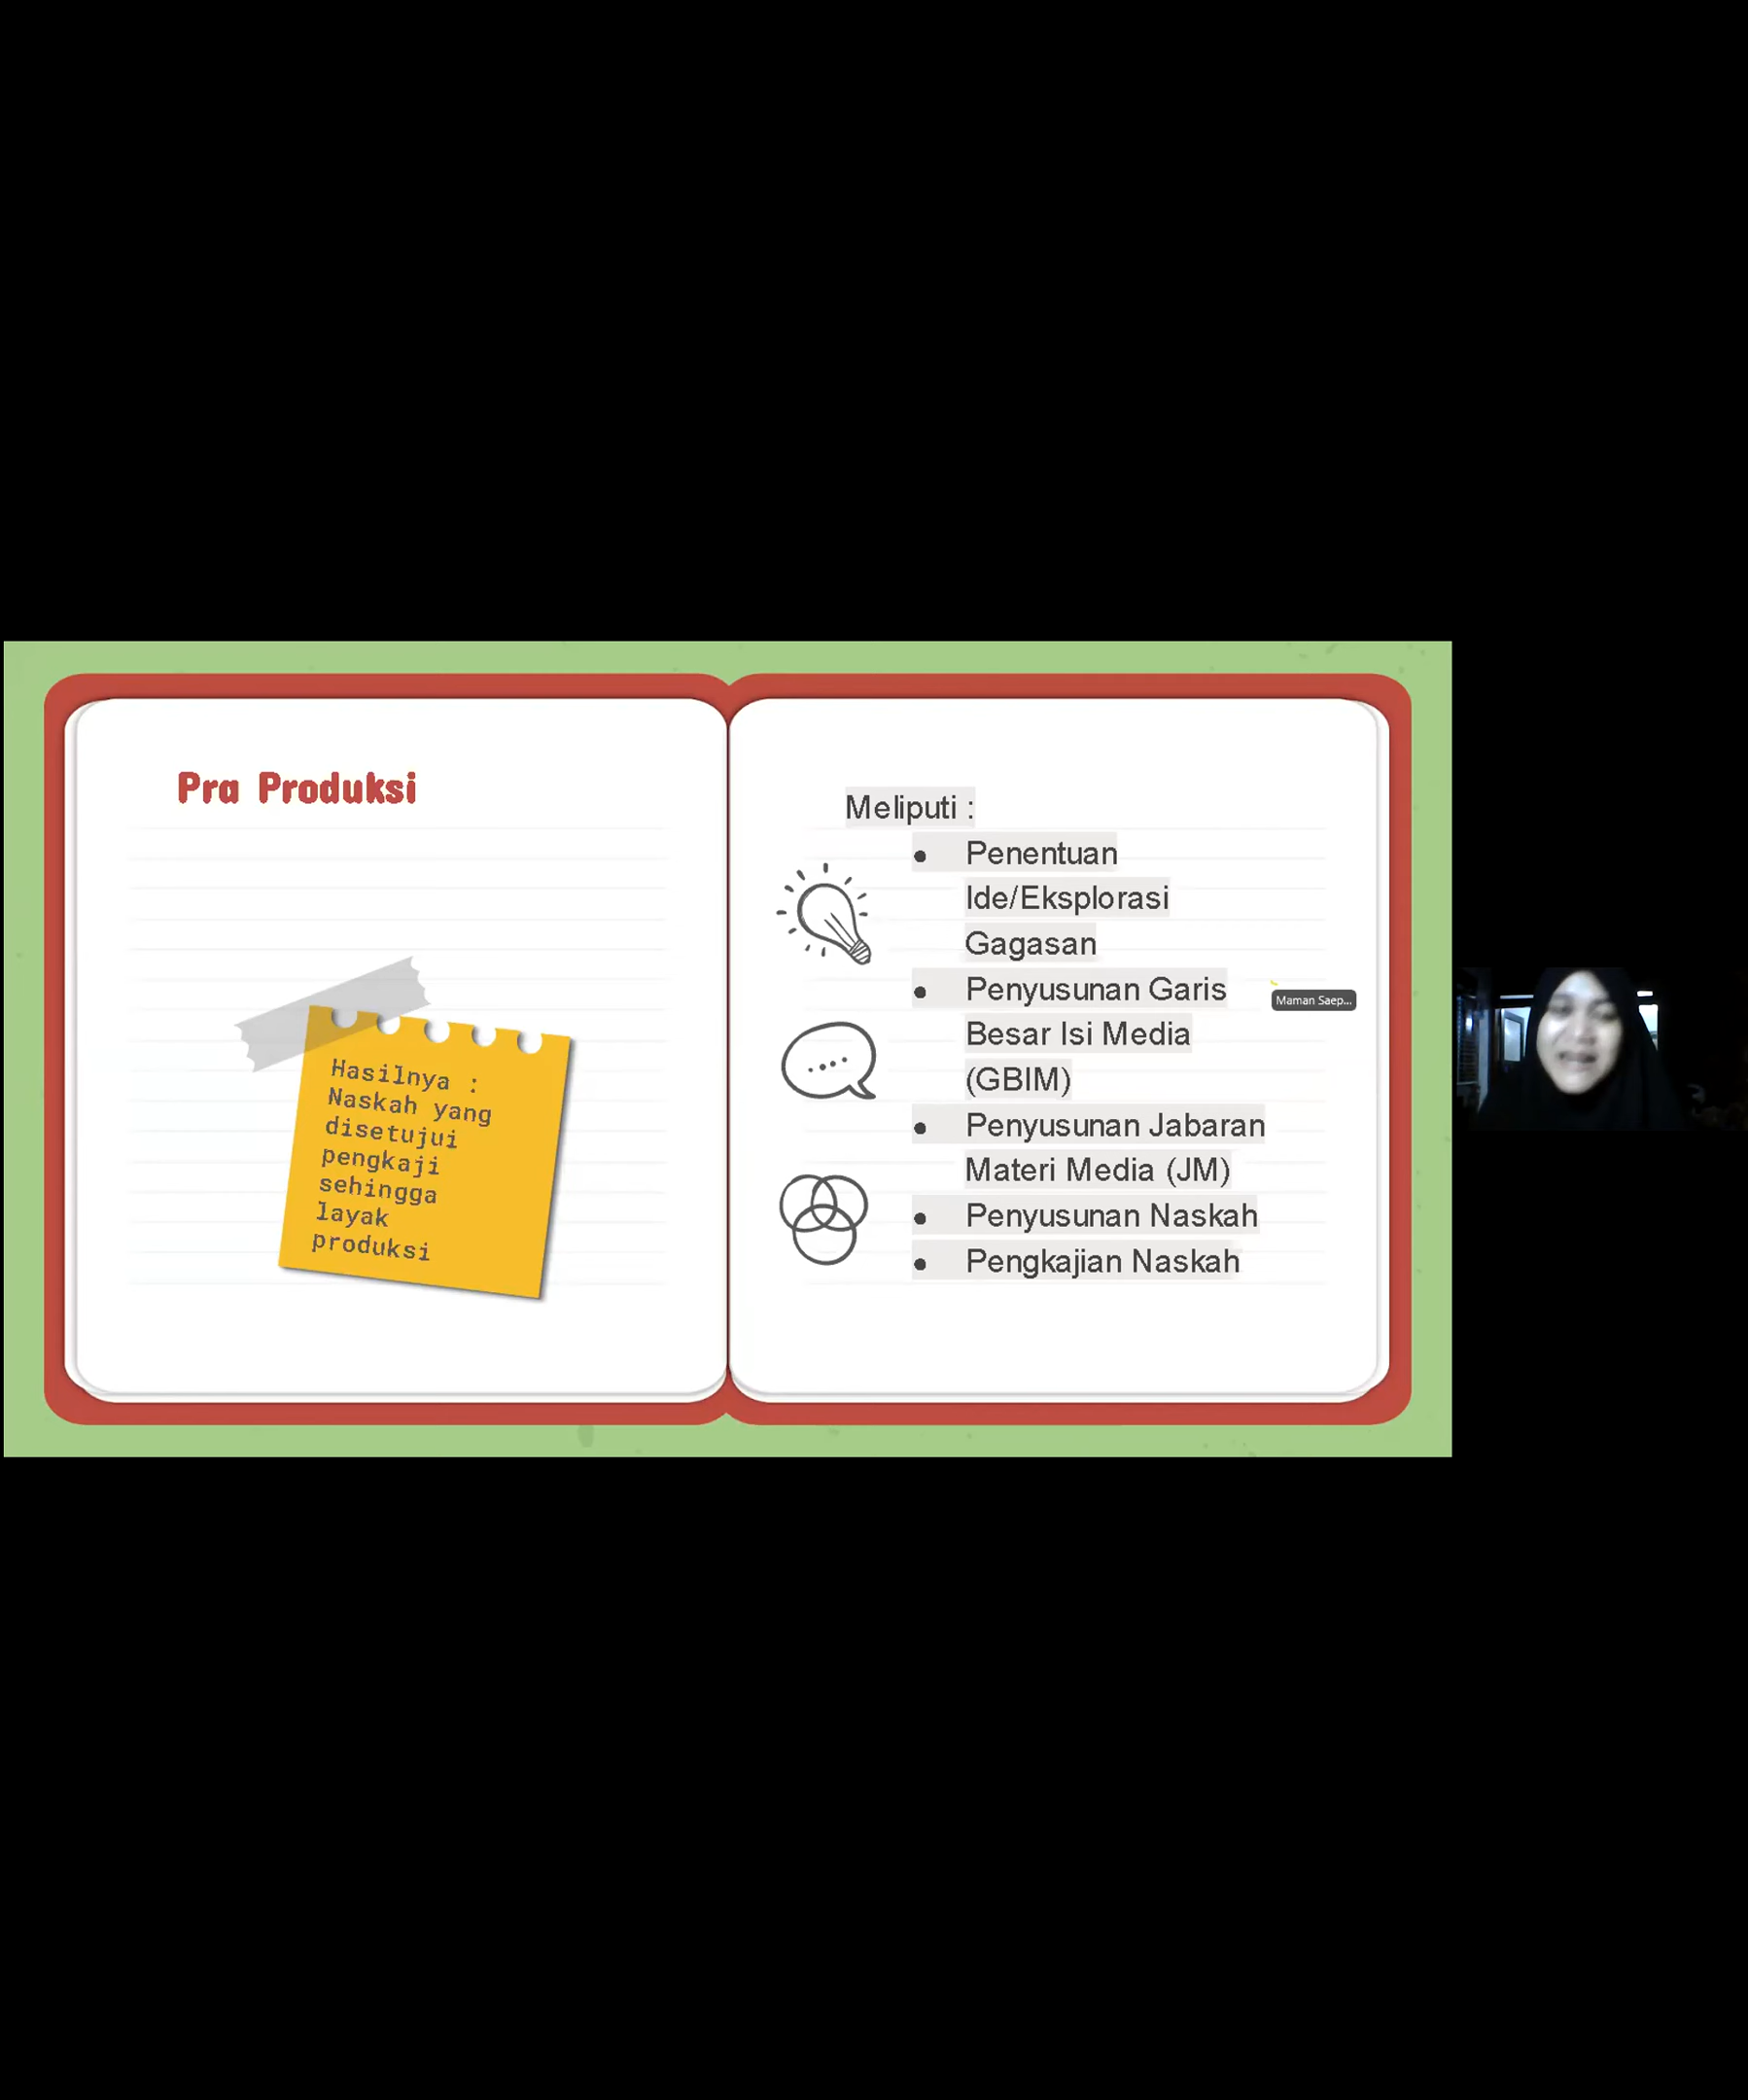 Pra Produksi
Hasilnya :
Naskah yang
disetujui
pengkaji
sehingga
layak
produksi
Meliputi :
• Penentuan
Ide/Eksplorasi
Gagasan
• Penyusunan Garis
Besar Isi Media
(GBIM)
• Penyusunan Jabaran
Materi Media (JM)
• Penyusunan Naskah
• Pengkajian Naskah
Maman Saep...